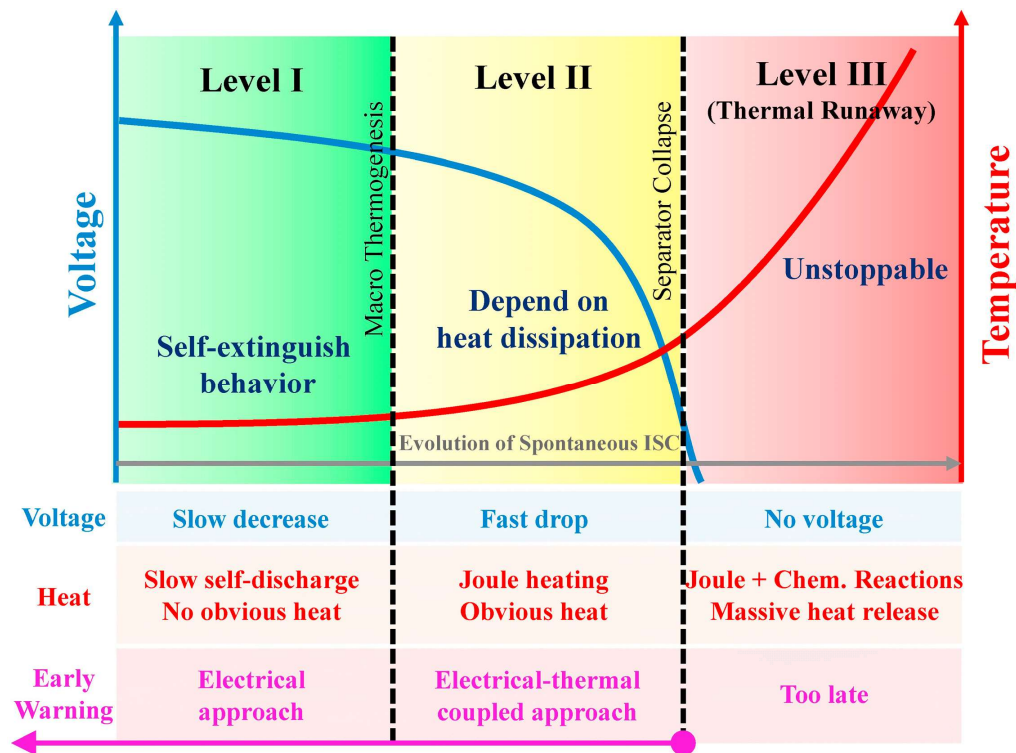 Level I
Level II
Level III
(Thermal Runaway)
Voltage
Macro Thermogenesis
Separator Collapse
Temperature
Self-extinguish
behavior
Depend on
heat dissipation
Unstoppable
Evolution of Spontaneous ISC
Voltage
Slow decrease
Fast drop
No voltage
Heat
Slow self-discharge
No obvious heat
Joule heating
Obvious heat
Joule + Chem. Reactions
Massive heat release
Early
Warning
Electrical
approach
Electrical-thermal
coupled approach
Too late